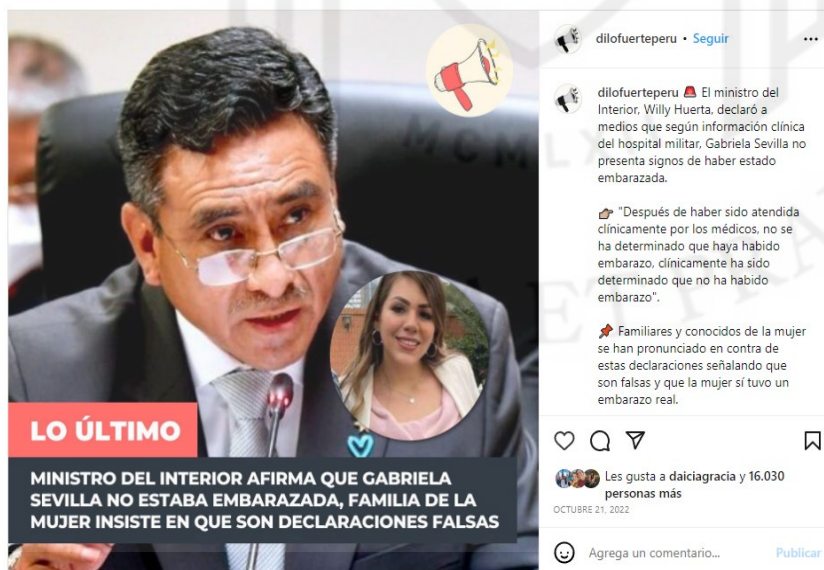 dilofuerteperu • Seguir
dilofuerteperu 🚨 El ministro del
Interior, Willy Huerta, declaró a
medios que según información clínica
del hospital militar, Gabriela Sevilla no
presenta signos de haber estado
embarazada.
👉🏼 "Después de haber sido atendida
clínicamente por los médicos, no se
ha determinado que haya habido
embarazo, clínicamente ha sido
determinado que no ha habido
embarazo".
📌 Familiares y conocidos de la mujer
se han pronunciado en contra de
estas declaraciones señalando que
son falsas y que la mujer sí tuvo un
embarazo real.
LO ÚLTIMO
MINISTRO DEL INTERIOR AFIRMA QUE GABRIELA
SEVILLA NO ESTABA EMBARAZADA, FAMILIA DE LA
MUJER INSISTE EN QUE SON DECLARACIONES FALSAS
Les gusta a daiciagracia y 16.030
personas más
OCTUBRE 21, 2022
Agrega un comentario... Publicar